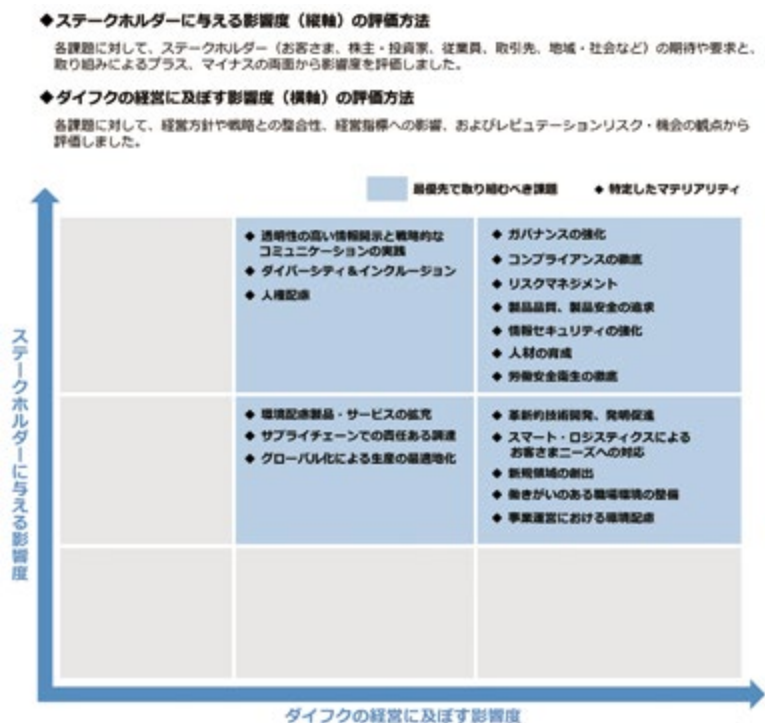 ◆ステークホルダーに与える影響度（縦軸）の評価方法
各課題に対して、ステークホルダー（お客さま、株主・投資家、従業員、取引先、地域・社会など）の期待や要求と、
取り組みによるプラス、マイナスの両面から影響度を評価しました。
◆ダイフクの経営に及ぼす影響度（横軸）の評価方法
各課題に対して、経営方針や戦略との整合性、経営指標への影響、およびレピュテーションリスク・機会の観点から
評価しました。
最優先で取り組むべき課題
◆ 特定したマテリアリティ
ステークホルダーに与える影響度
◆ 透明性の高い情報開示と戦略的な
コミュニケーションの実践
◆ ダイバーシティ＆インクルージョン
◆ 人権配慮
◆ ガバナンスの強化
◆ コンプライアンスの徹底
◆ リスクマネジメント
◆ 製品品質、製品安全の追求
◆ 情報セキュリティの強化
◆ 人材の育成
◆ 労働安全衛生の徹底
◆ 環境配慮製品・サービスの拡充
◆ サプライチェーンでの責任ある調達
◆ グローバル化による生産の最適地化
◆ 革新的技術開発、発明促進
◆ スマート・ロジスティクスによる
お客さまニーズへの対応
◆ 新規領域の創出
◆ 働きがいのある職場環境の整備
◆ 事業運営における環境配慮
ダイフクの経営に及ぼす影響度